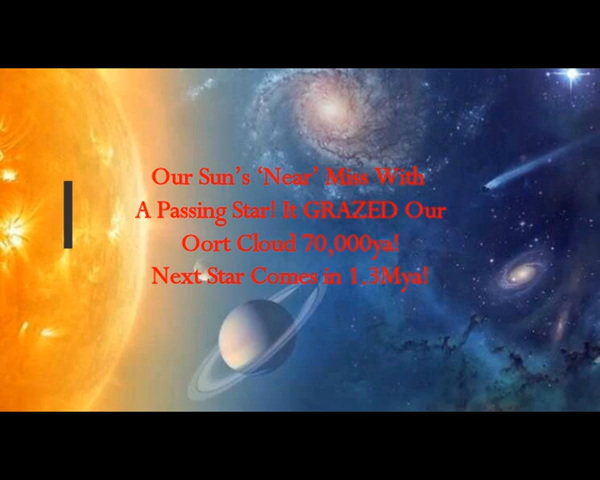 Our Sun's 'Near' Miss With
A Passing Star! It GRAZED Our
Oort Cloud 70,000ya!
Next Star Comes in 1.3Mya!